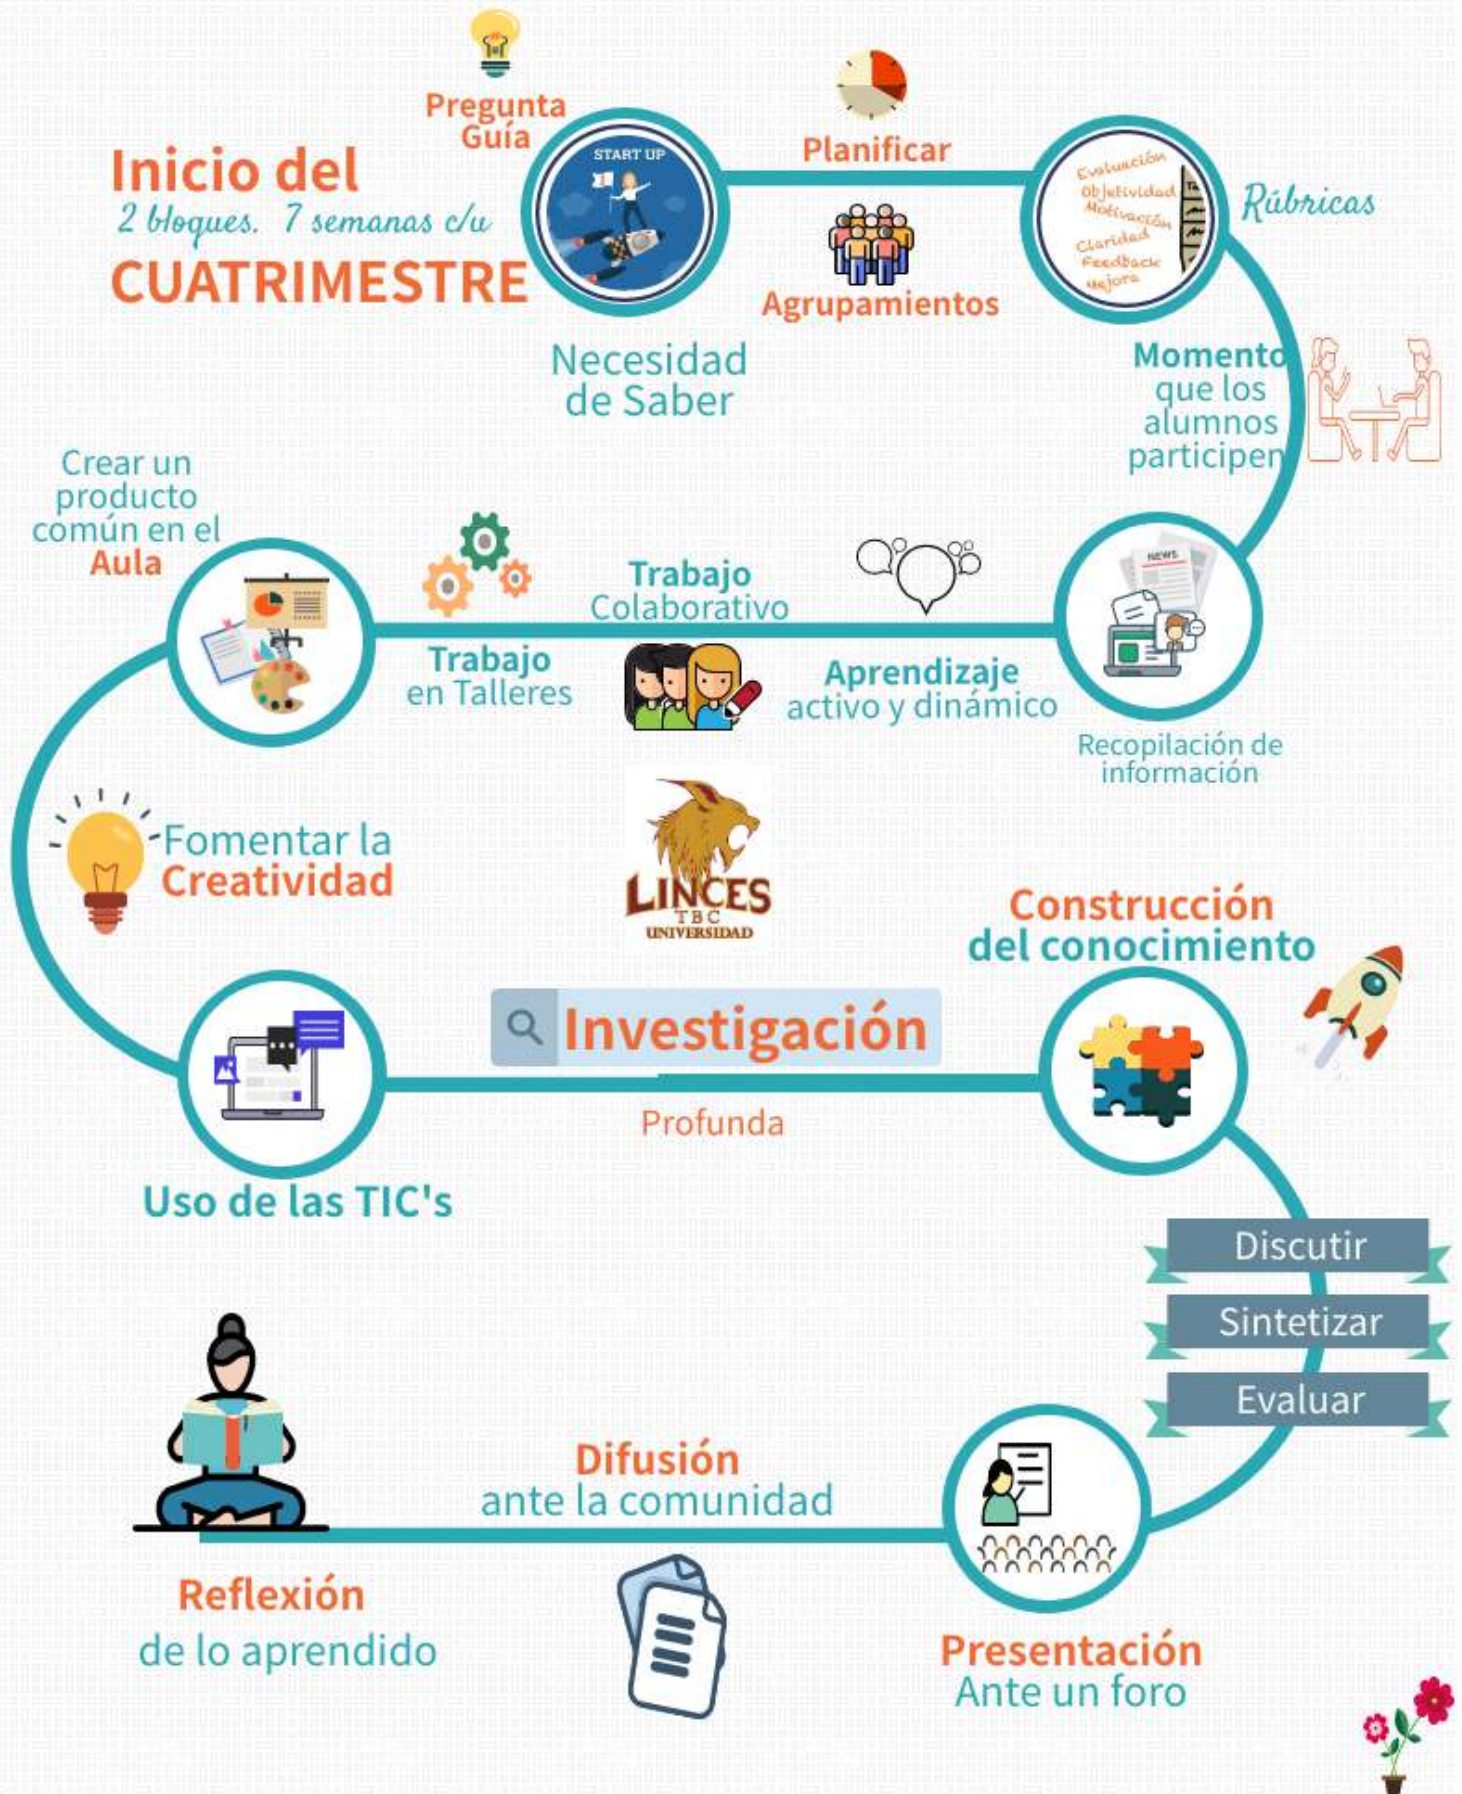 Pregunta
Guía
Inicio del
2 bloques. 7 semanas c/u
CUATRIMESTRE
START UP
Necesidad
de Saber
Planificar
Agrupamientos
Evaluación
Objetividad
Motivación
Claridad
Feedback
Mejora
Rúbricas
Momento
que los
alumnos
participen
NEWS
Recopilación de
información
Aprendizaje
activo y dinámico
Trabajo
Colaborativo
Trabajo
en Talleres
Crear un
producto
común en el
Aula
Fomentar la
Creatividad
LINCES
TBC
UNIVERSIDAD
Uso de las TIC's
Investigación
Profunda
Construcción
del conocimiento
Discutir
Sintetizar
Evaluar
Presentación
Ante un foro
Difusión
ante la comunidad
Reflexión
de lo aprendido